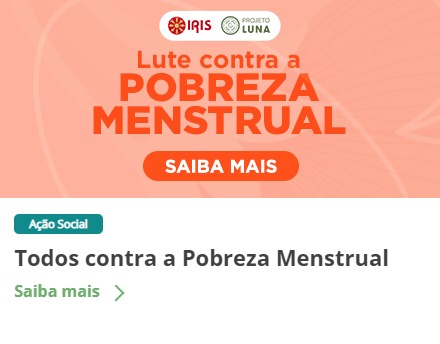 IRIS PROJETO LUNA
Lute contra a
POBREZA
MENSTRUAL
SAIBA MAIS
Ação Social
Todos contra a Pobreza Menstrual
Saiba mais